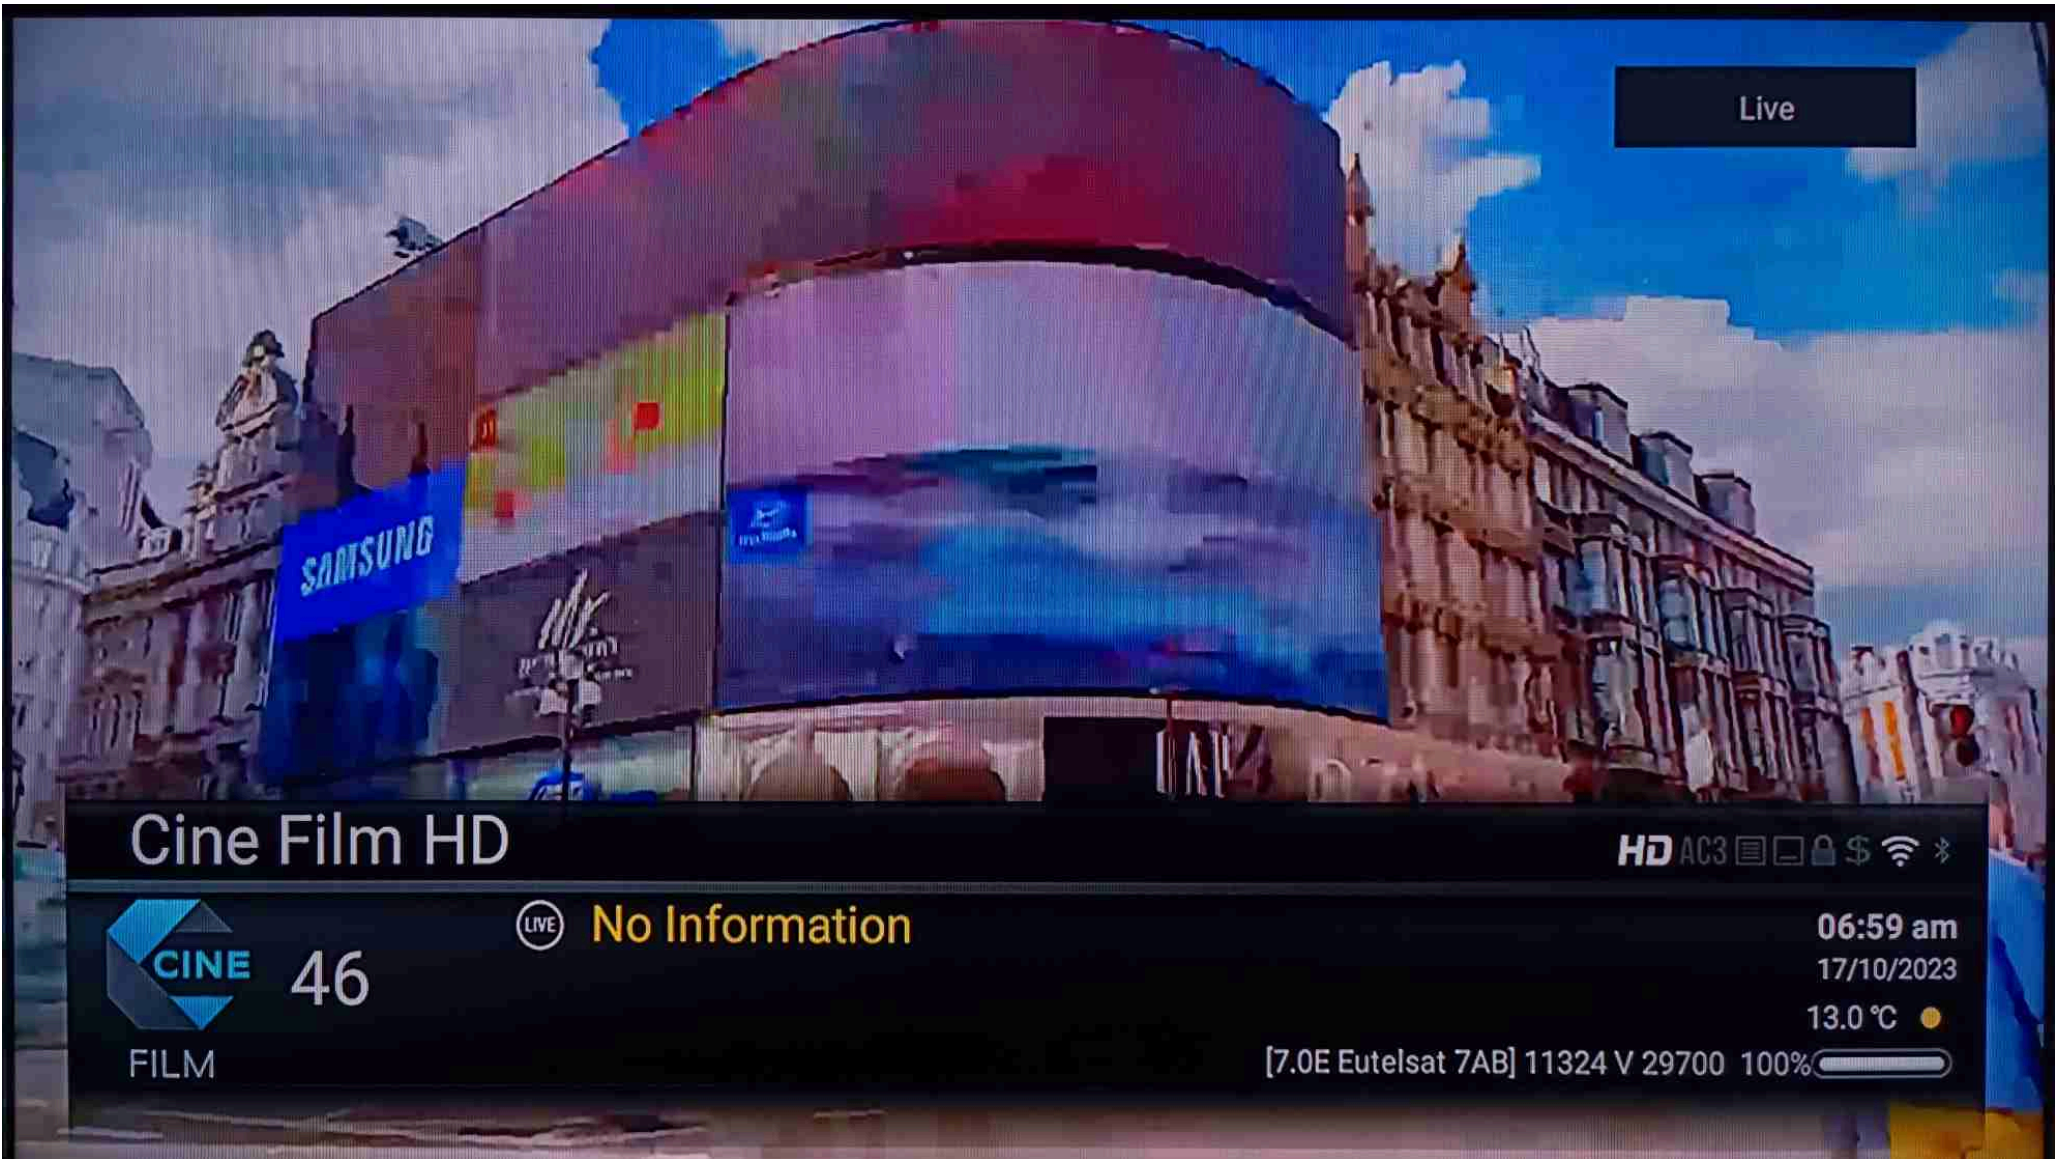 Live
SAMSUNG
Cine Film HD
HD AC3 $
CINE
FILM
46
LIVE No Information
06:59 am
17/10/2023
13.0 °C
[7.0E Eutelsat 7AB] 11324 V 29700 100%